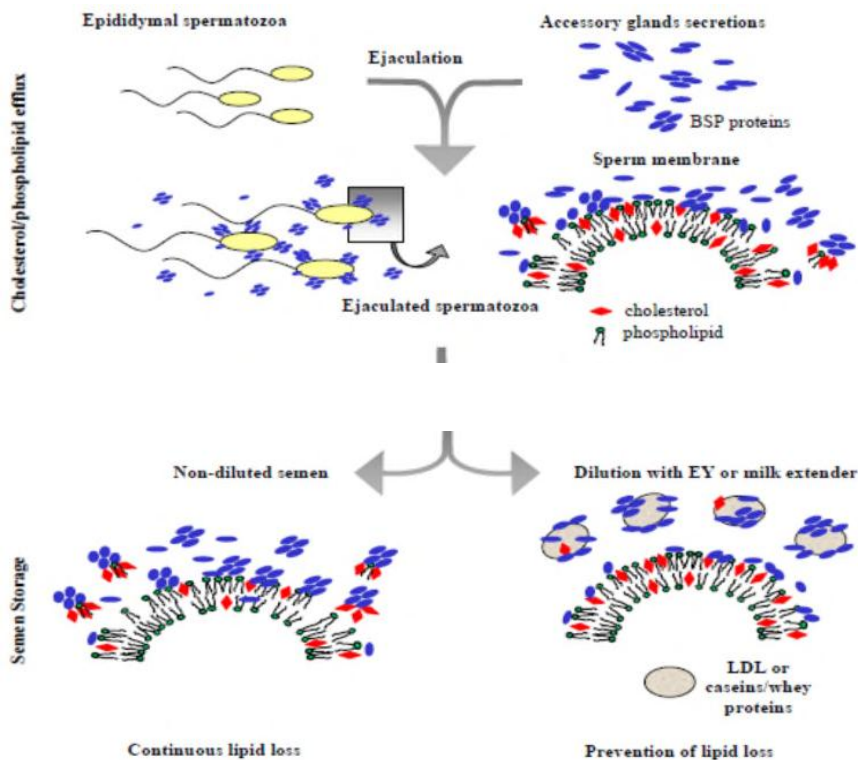 Epididymal spermatozoa
Accessory glands secretions
Ejaculation
BSP proteins
Cholesterol/phospholipid efflux
Sperm membrane
Ejaculated spermatozoa
cholesterol
phospholipid
Non-diluted semen
Dilution with EY or milk extender
Semen Storage
LDL or
caseins/whey
proteins
Continuous lipid loss
Prevention of lipid loss